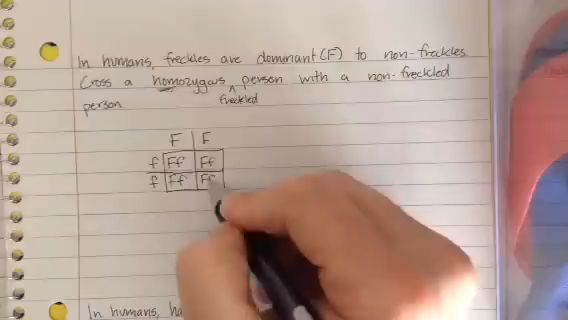 In humans, freckles are dominant (F) to non-freckles
Cross a homozygous ^ person with a non-freckled
freckled
person
F F
f Ff Ff
f Ff Ff
In humans, ha